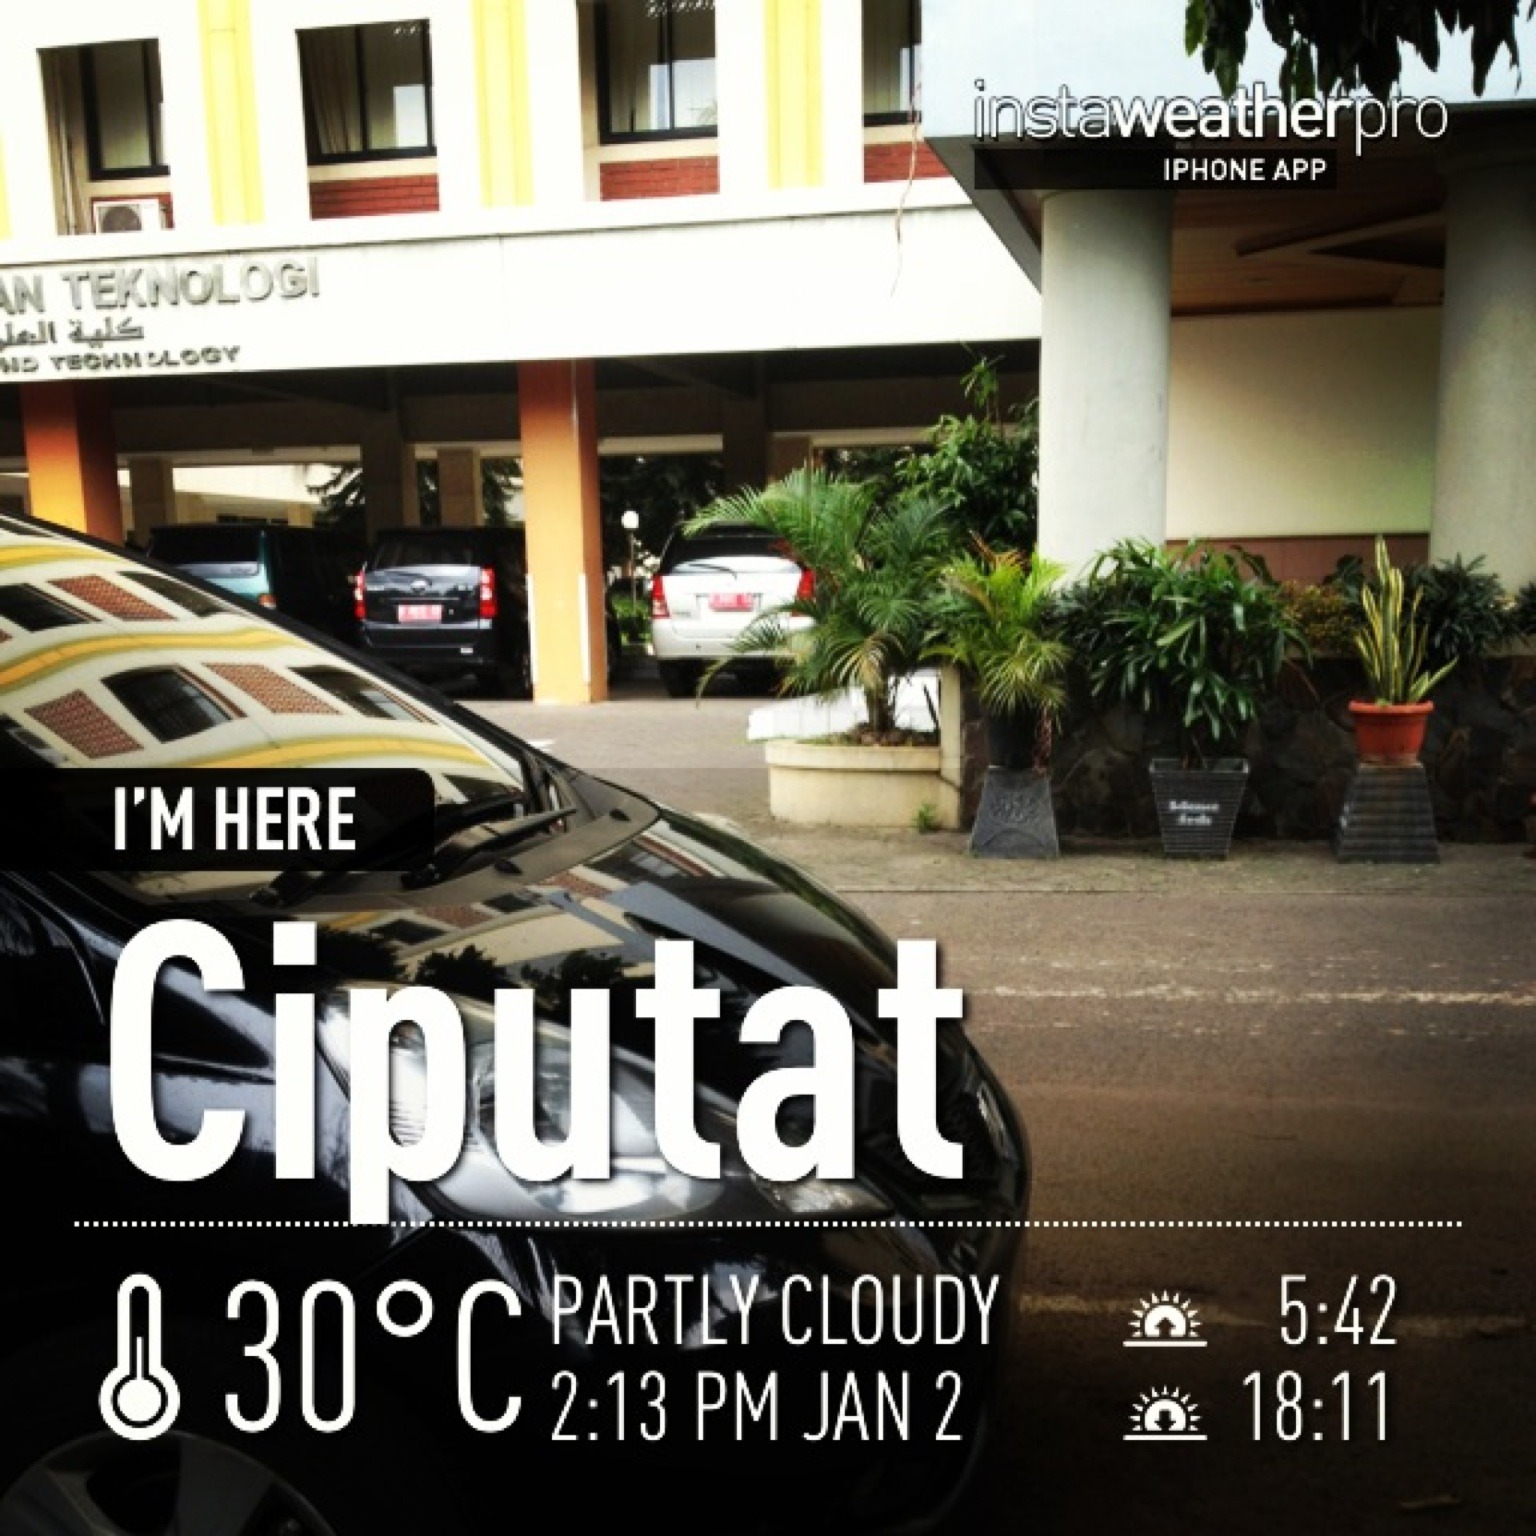 instaweatherpro
IPHONE APP
AN TEKNOLOGI
كلية العلو
ND TECHNOLOGY
I'M HERE
Ciputat
30°C
PARTLY CLOUDY
5:42
2:13 PM JAN 2
18:11